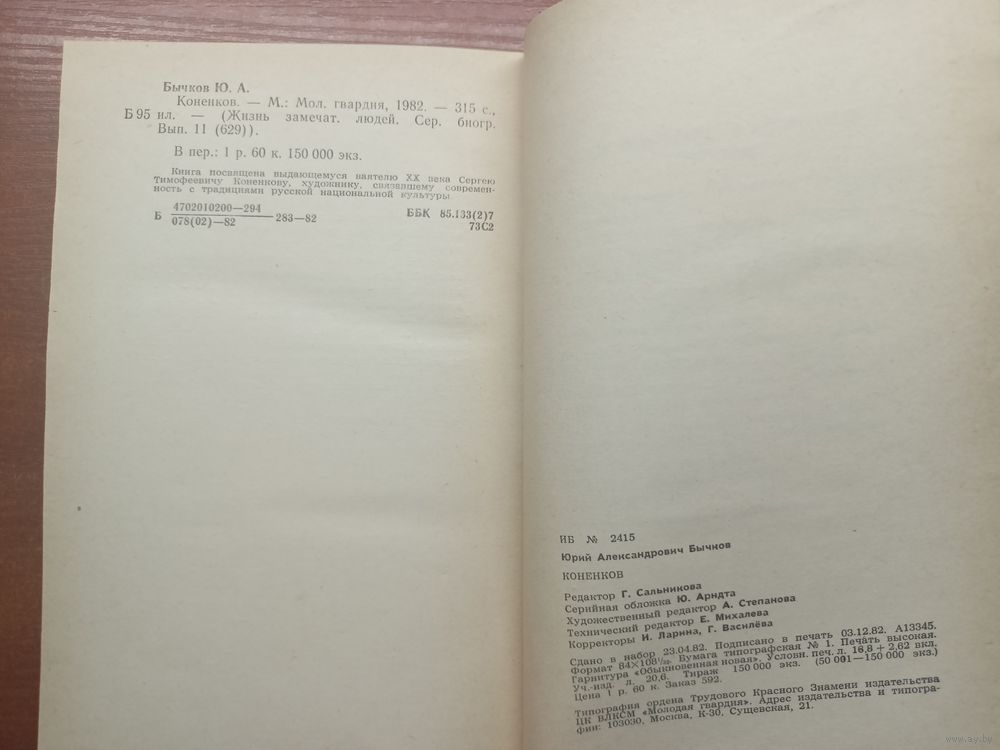 Бычков Ю. А.
Коненков. — М.: Мол. гвардия, 1982. — 315 с.,
Б 95 ил. — (Жизнь замечат. людей. Сер. биогр.
Вып. 11 (629)).
В пер.: 1 р. 60 к. 150 000 экз.
Книга посвящена выдающемуся ваятелю XX века Сергею
Тимофеевичу Коненкову, художнику, связавшему современ-
ность с традициями русской национальной культуры
Б 4702010200—294
078(02)—82 283—82
ББК 85.133(2)7
73С2
ИБ № 2415
Юрий Александрович Бычков
КОНЕНКОВ
Редактор Г. Сальникова
Серийная обложка Ю. Арндта
Художественный редактор А. Степанова
Технический редактор Е. Михалева
Корректоры И. Ларина, Г. Василёва
Сдано в набор 23.04.82. Подписано в печать 03.12.82. А13345.
Формат 84×108¹/₃₂. Бумага типографская № 1. Печать высокая.
Гарнитура «Обыкновенная новая». Условн. печ. л. 16,8 + 2,62 вкл.
Уч.-изд. л. 20,6. Тираж 150 000 экз. (50 001—150 000 экз.)
Цена 1 р. 60 к. Заказ 592.
Типография ордена Трудового Красного Знамени издательства
ЦК ВЛКСМ «Молодая гвардия». Адрес издательства и типогра-
фии: 103030, Москва, К-30, Сущевская, 21.
www.ay.by